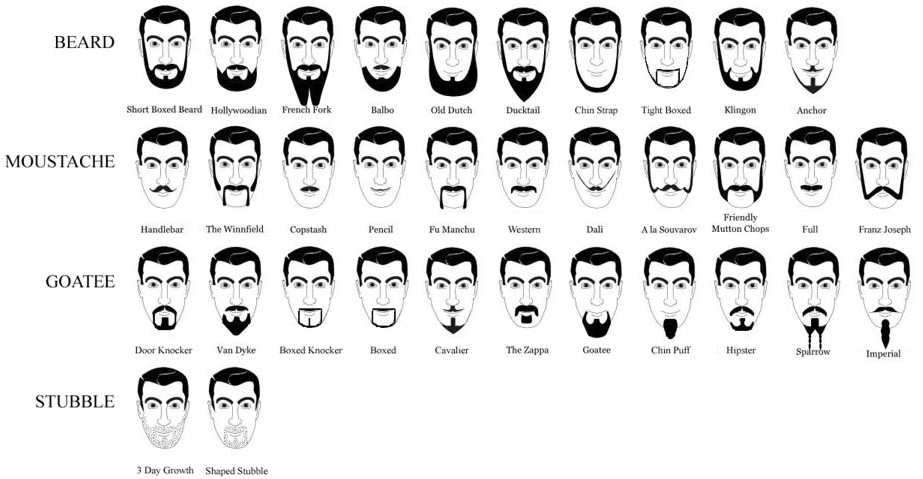 BEARD
Short Boxed Beard Hollywoodian French Fork Balbo Old Dutch Ducktail Chin Strap Tight Boxed Klingon Anchor
MOUSTACHE
Handlebar The Winnfield Copstash Pencil Fu Manchu Western Dali A la Souvarov Friendly Mutton Chops Full Franz Joseph
GOATEE
Door Knocker Van Dyke Boxed Knocker Boxed Cavalier The Zappa Goatee Chin Puff Hipster Sparrow Imperial
STUBBLE
3 Day Growth Shaped Stubble